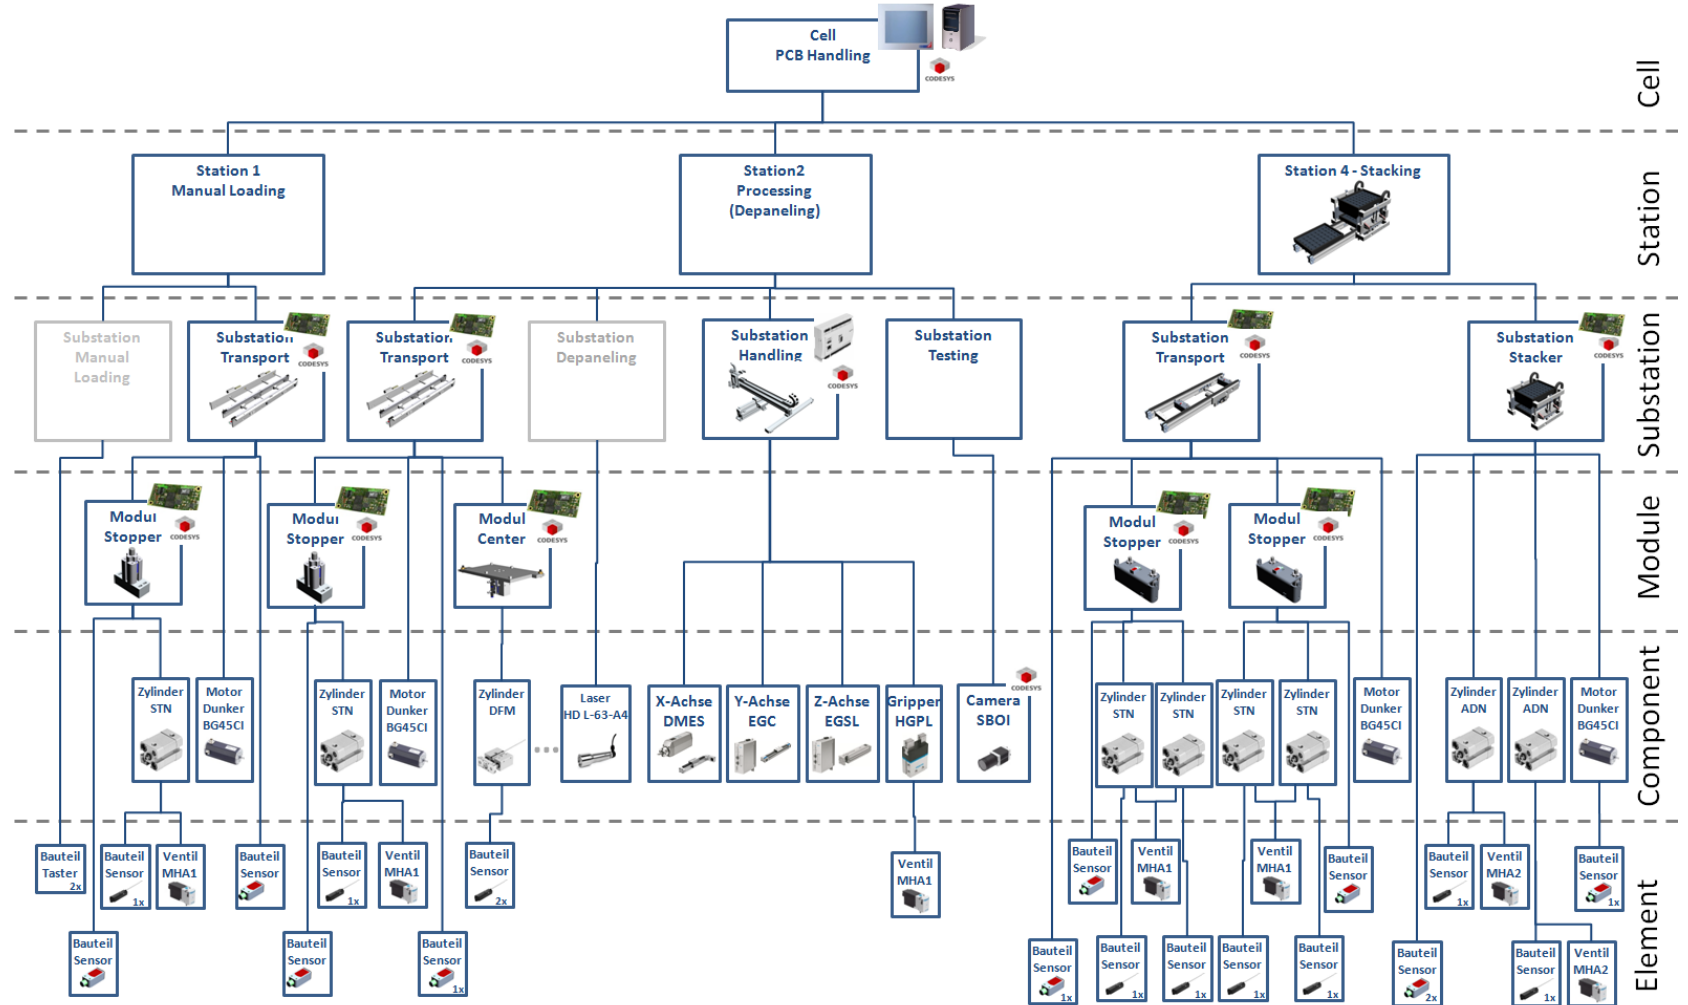 Cell
PCB Handling
CODESYS
Cell
Station 1
Manual Loading
Station2
Processing
(Depaneling)
Station 4 - Stacking
Station
Substation
Manual
Loading
Substation
Transport
CODESYS
Substation
Transport
CODESYS
Substation
Depaneling
Substation
Handling
CODESYS
Substation
Testing
Substation
Transport
CODESYS
Substation
Stacker
CODESYS
Substation
Modul
Stopper
CODESYS
Modul
Stopper
CODESYS
Modul
Center
CODESYS
Modul
Stopper
CODESYS
Modul
Stopper
CODESYS
Module
Zylinder
STN
Motor
Dunker
BG45CI
Zylinder
STN
Motor
Dunker
BG45CI
Zylinder
DFM
Laser
HD L-63-A4
X-Achse
DMES
Y-Achse
EGC
Z-Achse
EGSL
Gripper
HGPL
Camera
SBOI
CODESYS
Zylinder
STN
Zylinder
STN
Zylinder
STN
Zylinder
STN
Motor
Dunker
BG45CI
Zylinder
ADN
Zylinder
ADN
Motor
Dunker
BG45CI
Component
Bauteil
Taster
2x
Bauteil
Sensor
1x
Ventil
MHA1
Bauteil
Sensor
Bauteil
Sensor
1x
Ventil
MHA1
Bauteil
Sensor
2x
Ventil
MHA1
Bauteil
Sensor
Ventil
MHA1
Ventil
MHA1
Bauteil
Sensor
Bauteil
Sensor
1x
Ventil
MHA2
Bauteil
Sensor
1x
Bauteil
Sensor
Bauteil
Sensor
Bauteil
Sensor
1x
Bauteil
Sensor
1x
Bauteil
Sensor
1x
Bauteil
Sensor
1x
Bauteil
Sensor
1x
Bauteil
Sensor
1x
Bauteil
Sensor
2x
Bauteil
Sensor
1x
Ventil
MHA2
Element